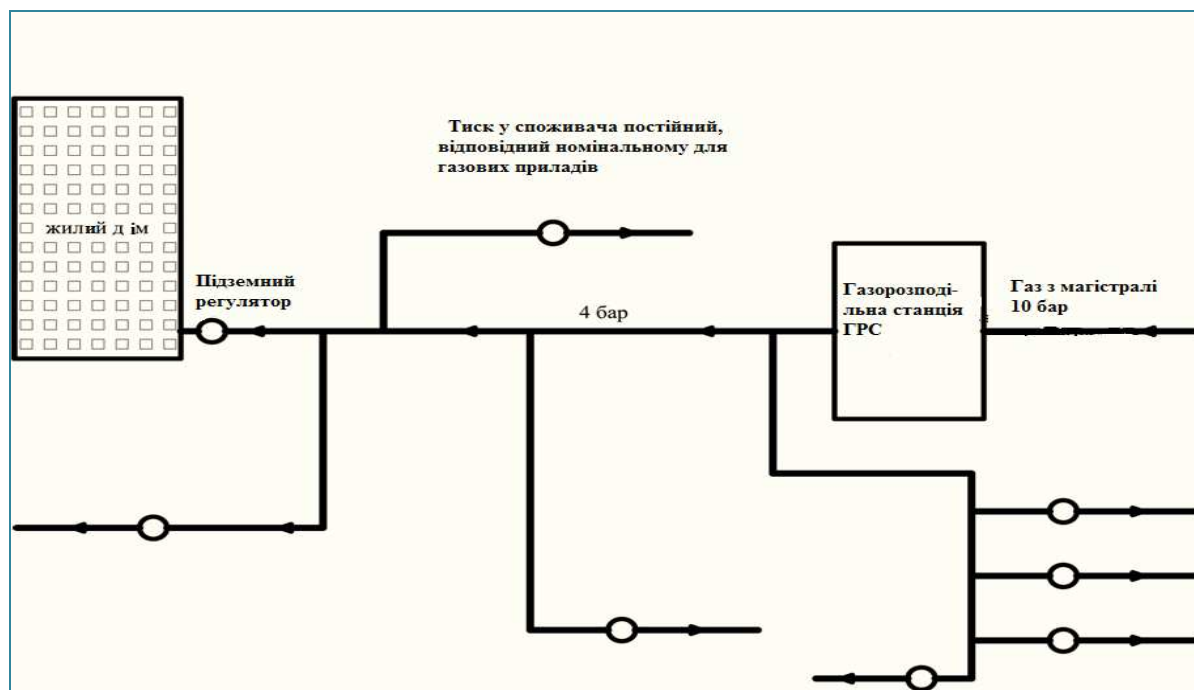 Тиск у споживача постійний,
відповідний номінальному для
газових приладів
жилий д ім
Підземний
регулятор
4 бар
Газорозподі-
льна станція
ГРС
Газ з магістралі
10 бар